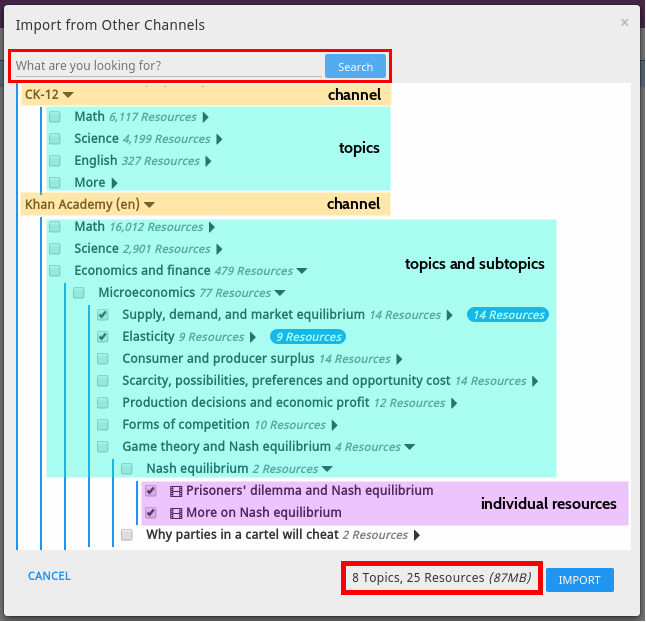 Import from Other Channels ×
What are you looking for? Search
CK-12 channel
Math 6,117 Resources
Science 4,199 Resources
topics
English 327 Resources
More
Khan Academy (en) channel
Math 16,012 Resources
Science 2,901 Resources
topics and subtopics
Economics and finance 479 Resources
Microeconomics 77 Resources
Supply, demand, and market equilibrium 14 Resources 14 Resources
Elasticity 9 Resources 9 Resources
Consumer and producer surplus 14 Resources
Scarcity, possibilities, preferences and opportunity cost 14 Resources
Production decisions and economic profit 12 Resources
Forms of competition 10 Resources
Game theory and Nash equilibrium 4 Resources
Nash equilibrium 2 Resources
Prisoners' dilemma and Nash equilibrium
individual resources
More on Nash equilibrium
Why parties in a cartel will cheat 2 Resources
CANCEL 8 Topics, 25 Resources (87MB) IMPORT